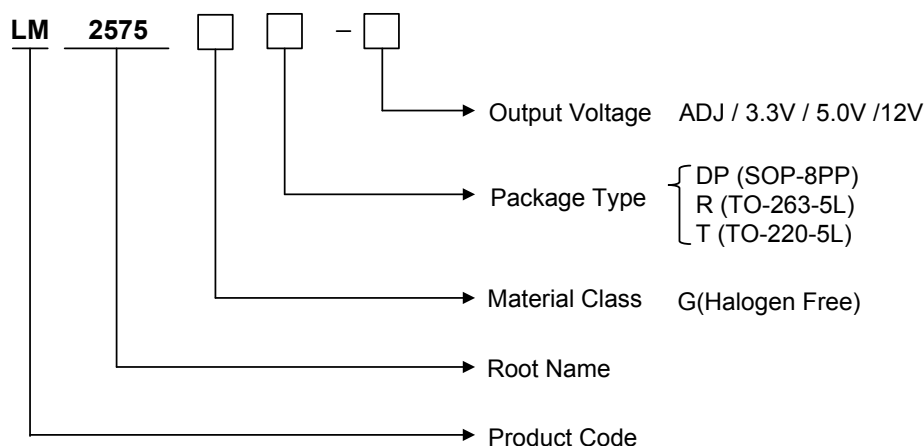 LM 2575 –
Output Voltage ADJ / 3.3V / 5.0V /12V
Package Type DP (SOP-8PP)
R (TO-263-5L)
T (TO-220-5L)
Material Class G(Halogen Free)
Root Name
Product Code